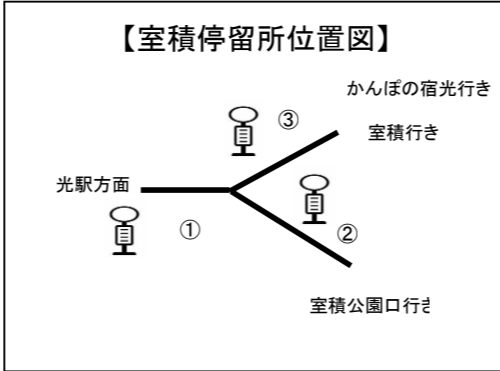 【室積停留所位置図】
かんぽの宿光行き
③
室積行き
光駅方面
①
②
室積公園口行き